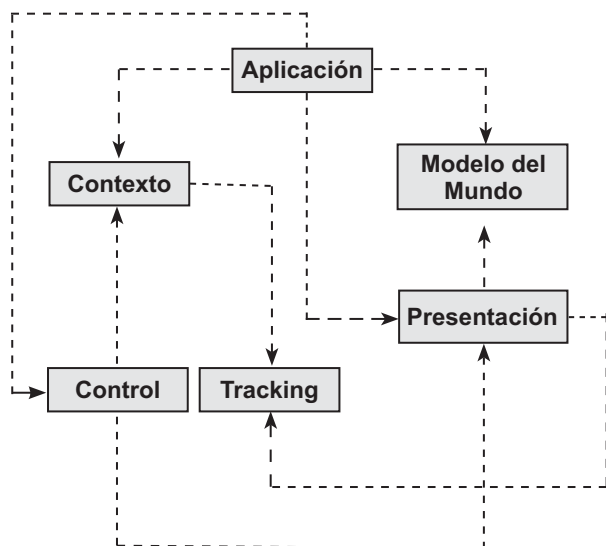 Aplicación
Contexto
Modelo del
Mundo
Presentación
Control
Tracking